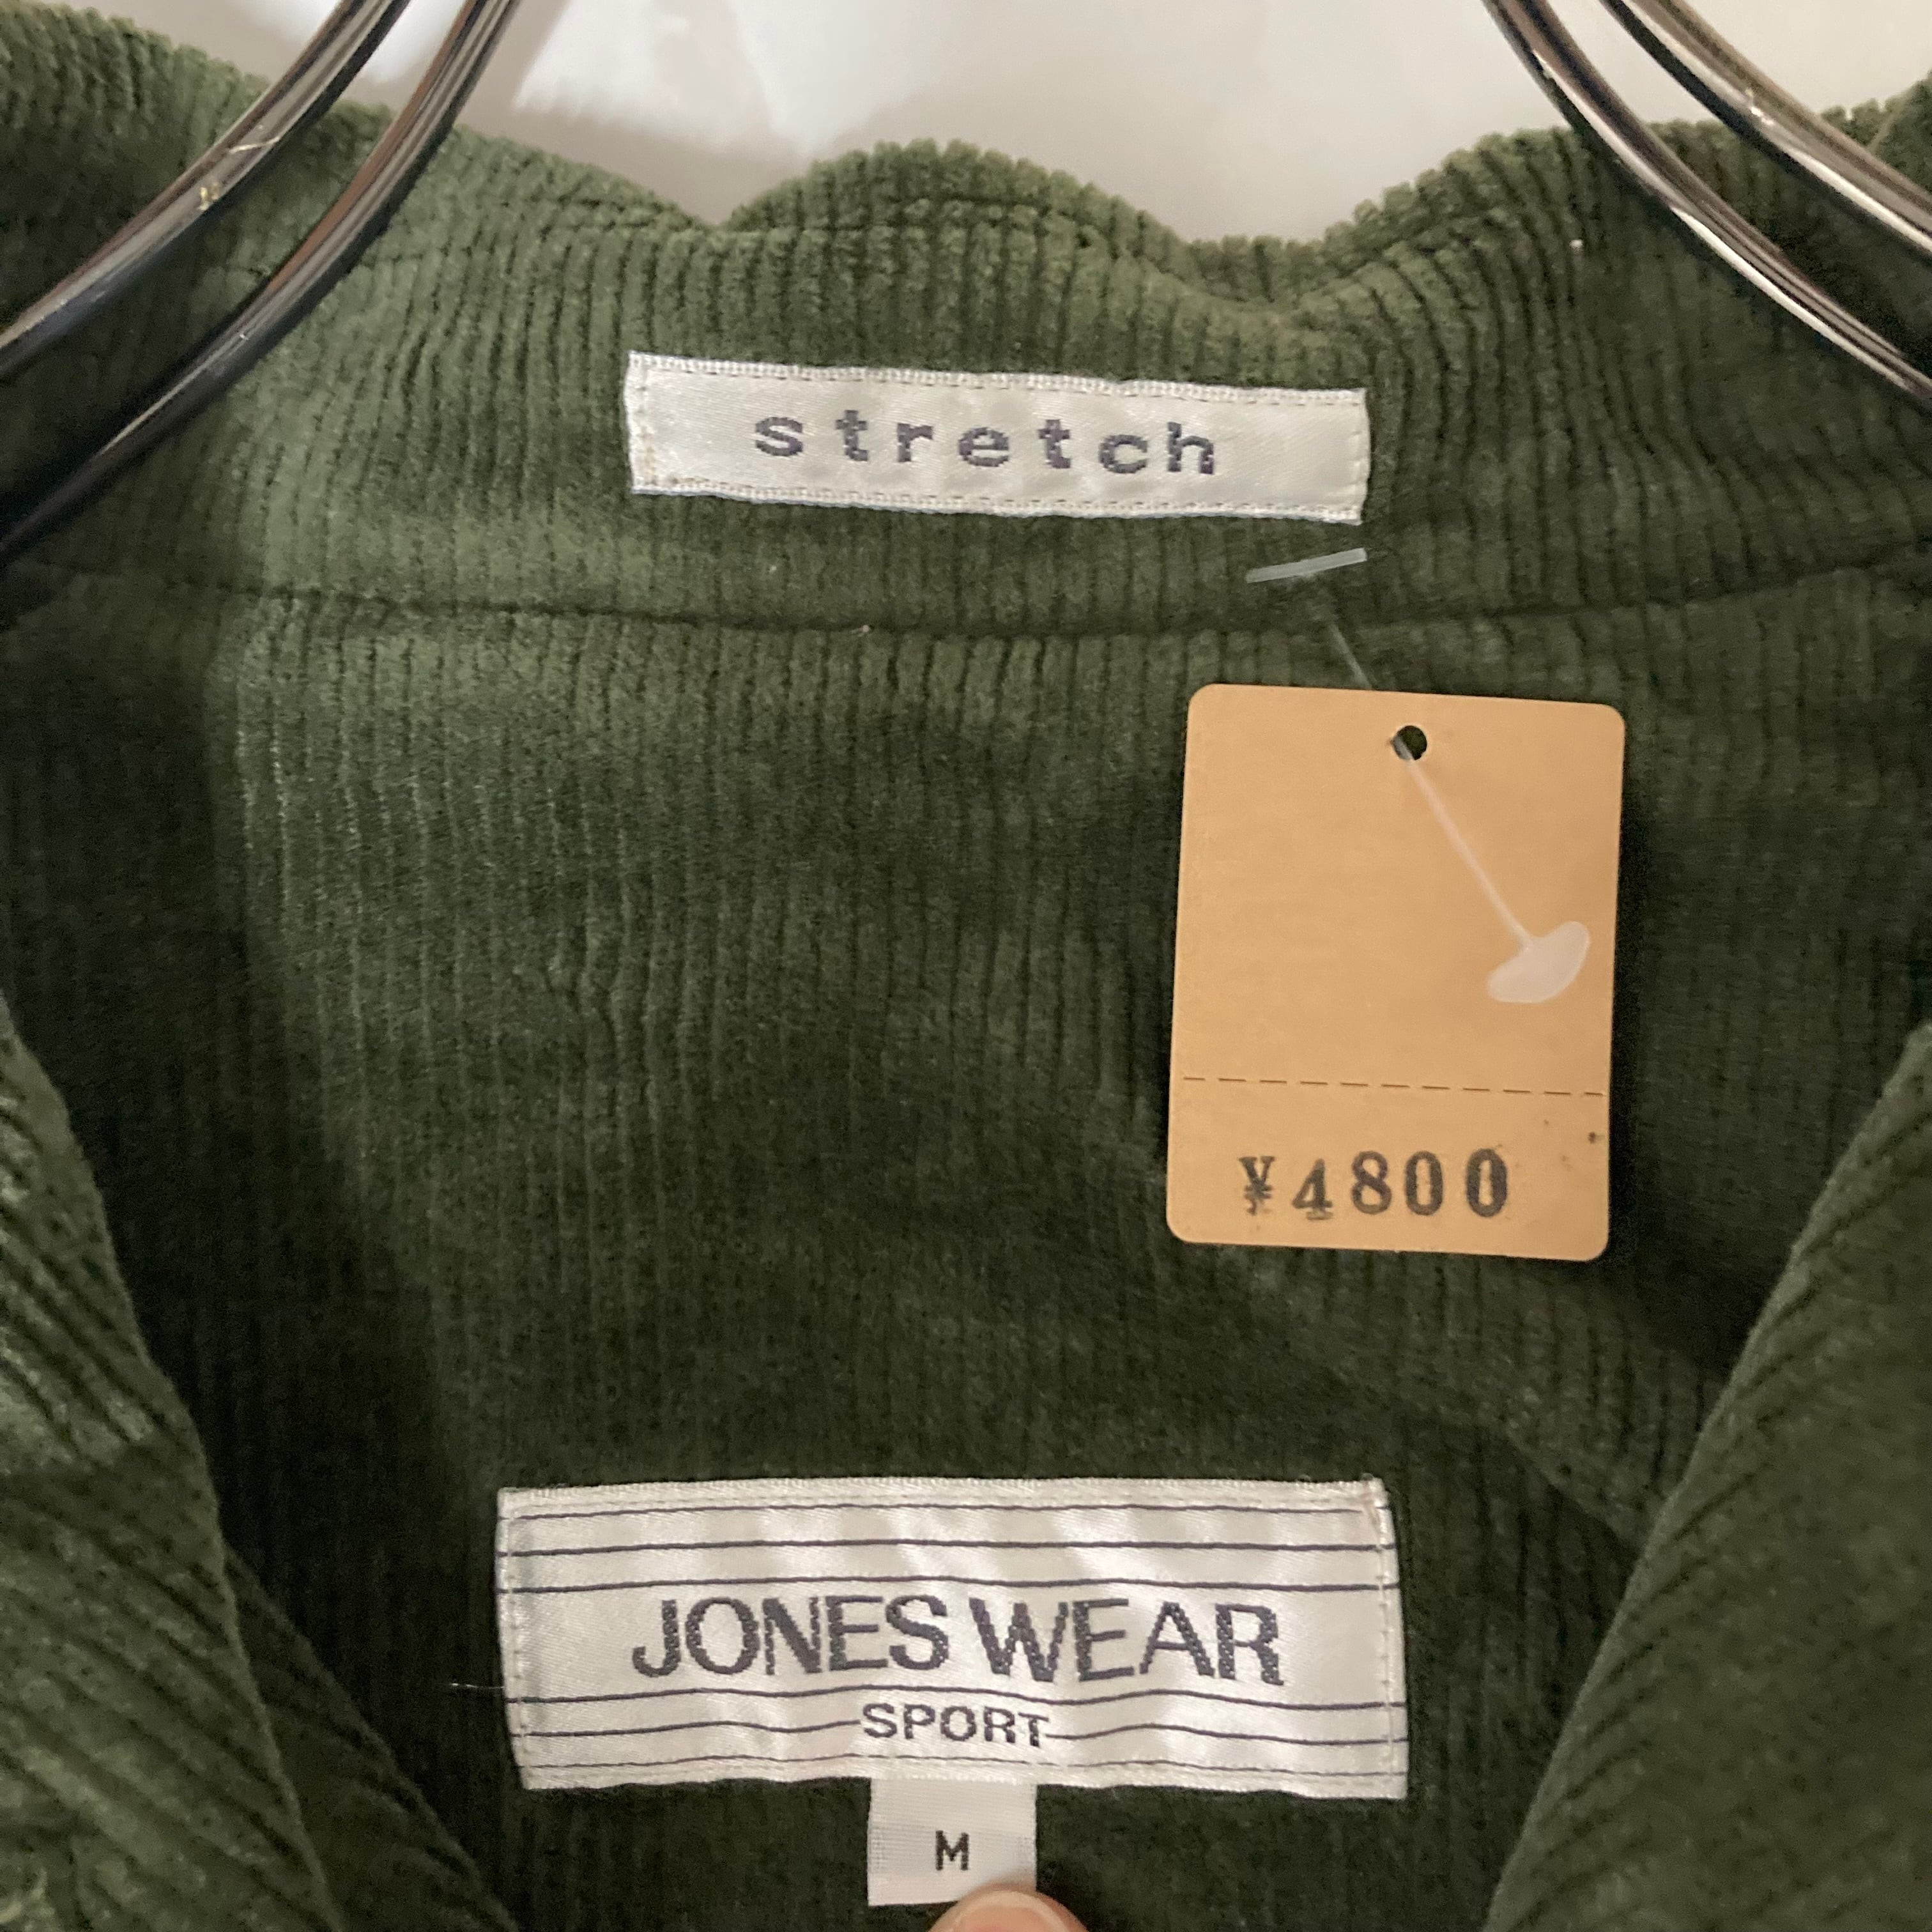 stretch
¥4800
JONES WEAR
SPORT
M